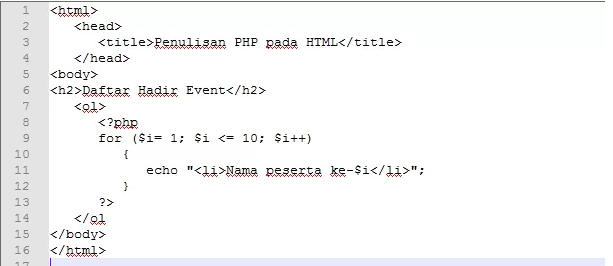 1 <html>
2 <head>
3 <title>Penulisan PHP pada HTML</title>
4 </head>
5 <body>
6 <h2>Daftar Hadir Event</h2>
7 <ol>
8 <?php
9 for ($i= 1; $i <= 10; $i++)
10 {
11 echo "<li>Nama peserta ke-$i</li>";
12 }
13 ?>
14 </ol
15 </body>
16 </html>
17